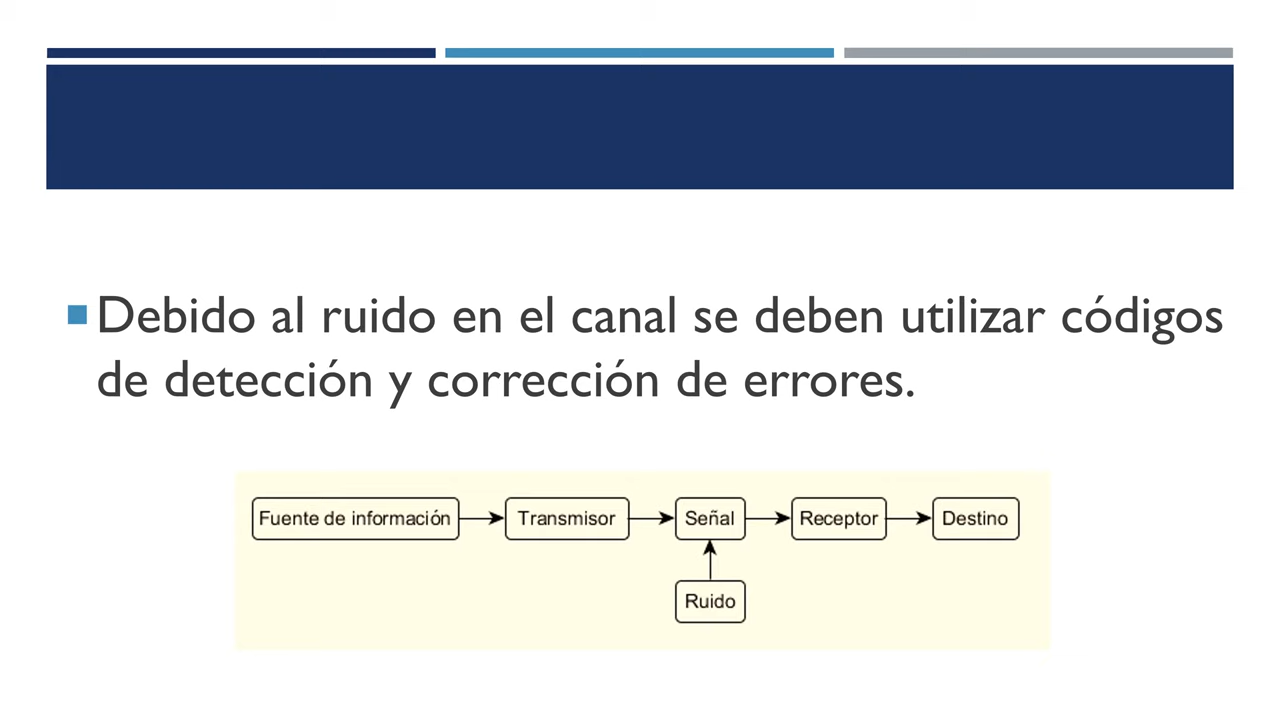 Debido al ruido en el canal se deben utilizar códigos
de detección y corrección de errores.
Fuente de información
Transmisor
Señal
Receptor
Destino
Ruido